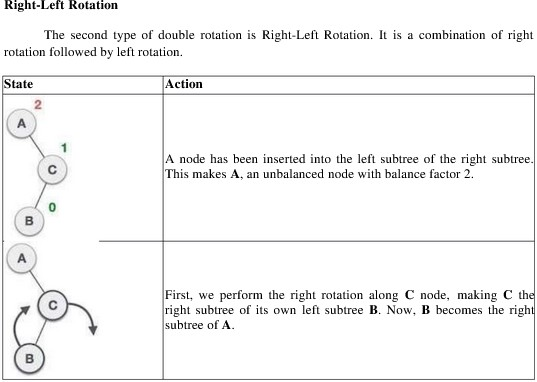 Right-Left Rotation
The second type of double rotation is Right-Left Rotation. It is a combination of right
rotation followed by left rotation.
State Action
2
A
1
C
0
B
A node has been inserted into the left subtree of the right subtree.
This makes A, an unbalanced node with balance factor 2.
A
C
B
First, we perform the right rotation along C node, making C the
right subtree of its own left subtree B. Now, B becomes the right
subtree of A.